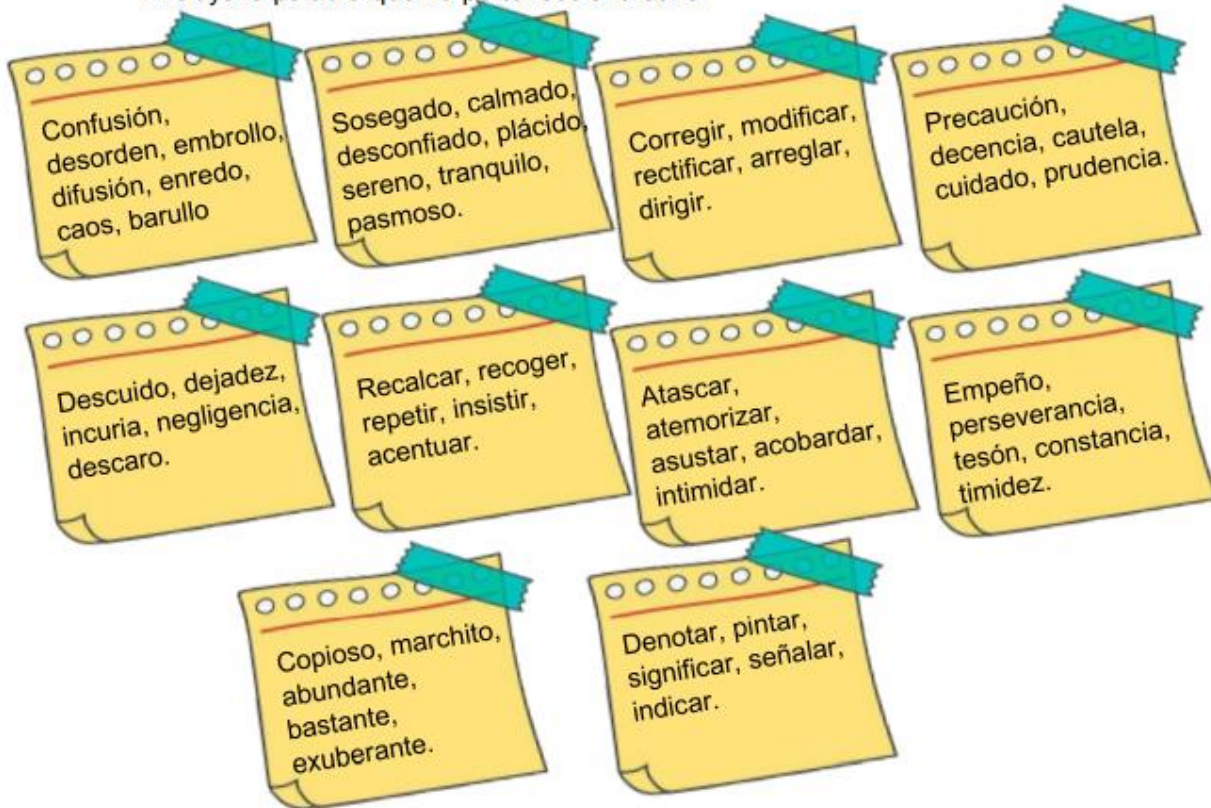 Confusión,
desorden, embrollo,
difusión, enredo,
caos, barullo
Sosegado, calmado,
desconfiado, plácido,
sereno, tranquilo,
pasmoso.
Corregir, modificar,
rectificar, arreglar,
dirigir.
Precaución,
decencia, cautela,
cuidado, prudencia.
Descuido, dejadez,
incuria, negligencia,
descaro.
Recalcar, recoger,
repetir, insistir,
acentuar.
Atascar,
atemorizar,
asustar, acobardar,
intimidar.
Empeño,
perseverancia,
tesón, constancia,
timidez.
Copioso, marchito,
abundante,
bastante,
exuberante.
Denotar, pintar,
significar, señalar,
indicar.